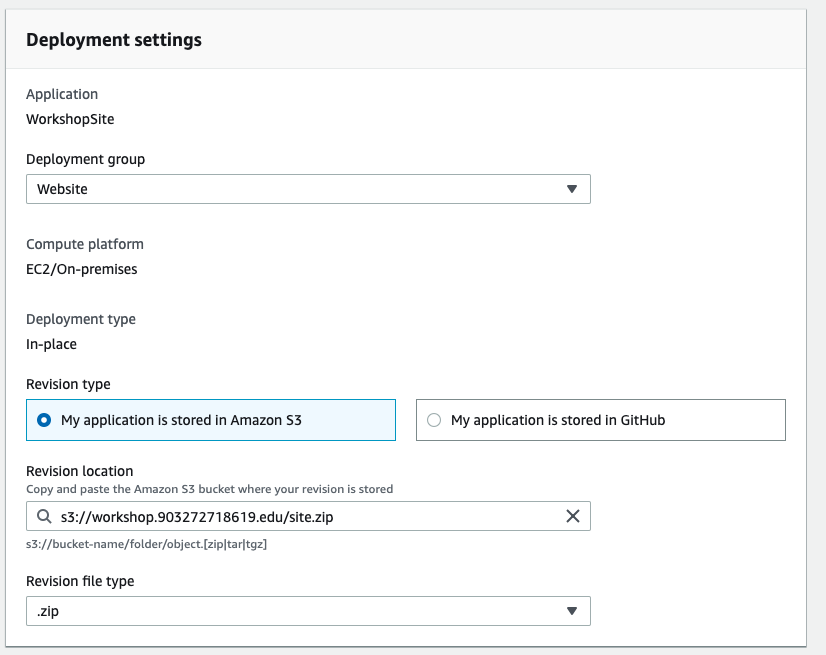 Deployment settings
Application
WorkshopSite
Deployment group
Website
Compute platform
EC2/On-premises
Deployment type
In-place
Revision type
My application is stored in Amazon S3
My application is stored in GitHub
Revision location
Copy and paste the Amazon S3 bucket where your revision is stored
s3://workshop.903272718619.edu/site.zip
s3://bucket-name/folder/object.[zip|tar|tgz]
Revision file type
.zip